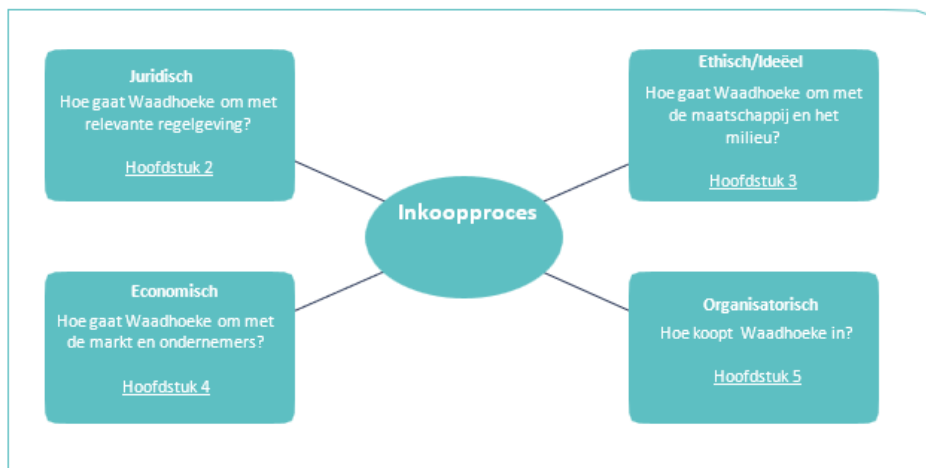 Juridisch
Hoe gaat Waadhoeke om met
relevante regelgeving?
Hoofdstuk 2
Ethisch/Ideëel
Hoe gaat Waadhoeke om met
de maatschappij en het
milieu?
Hoofdstuk 3
Inkoopproces
Economisch
Hoe gaat Waadhoeke om met
de markt en ondernemers?
Hoofdstuk 4
Organisatorisch
Hoe koopt Waadhoeke in?
Hoofdstuk 5